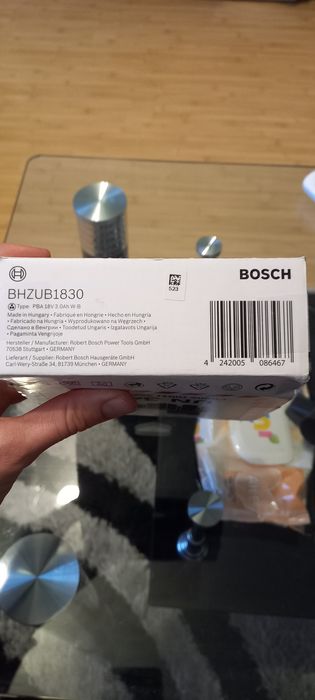 BOSCH
BHZUB1830
523
Type: PBA 18V 3.0Ah W-B
Made in Hungary • Fabriqué en Hongrie • Hecho en Hungría
• Fabricado na Hungria • Wyprodukowano na Węgrzech •
Сделано в Венгрии • Toodetud Ungaris • Izgatavots Ungārijā
• Pagaminta Vengrijoje
Hersteller / Manufacturer: Robert Bosch Power Tools GmbH
70538 Stuttgart • GERMANY
Lieferant / Supplier: Robert Bosch Hausgeräte GmbH
Carl-Wery-Straße 34, 81739 München • GERMANY
4 242005 086467